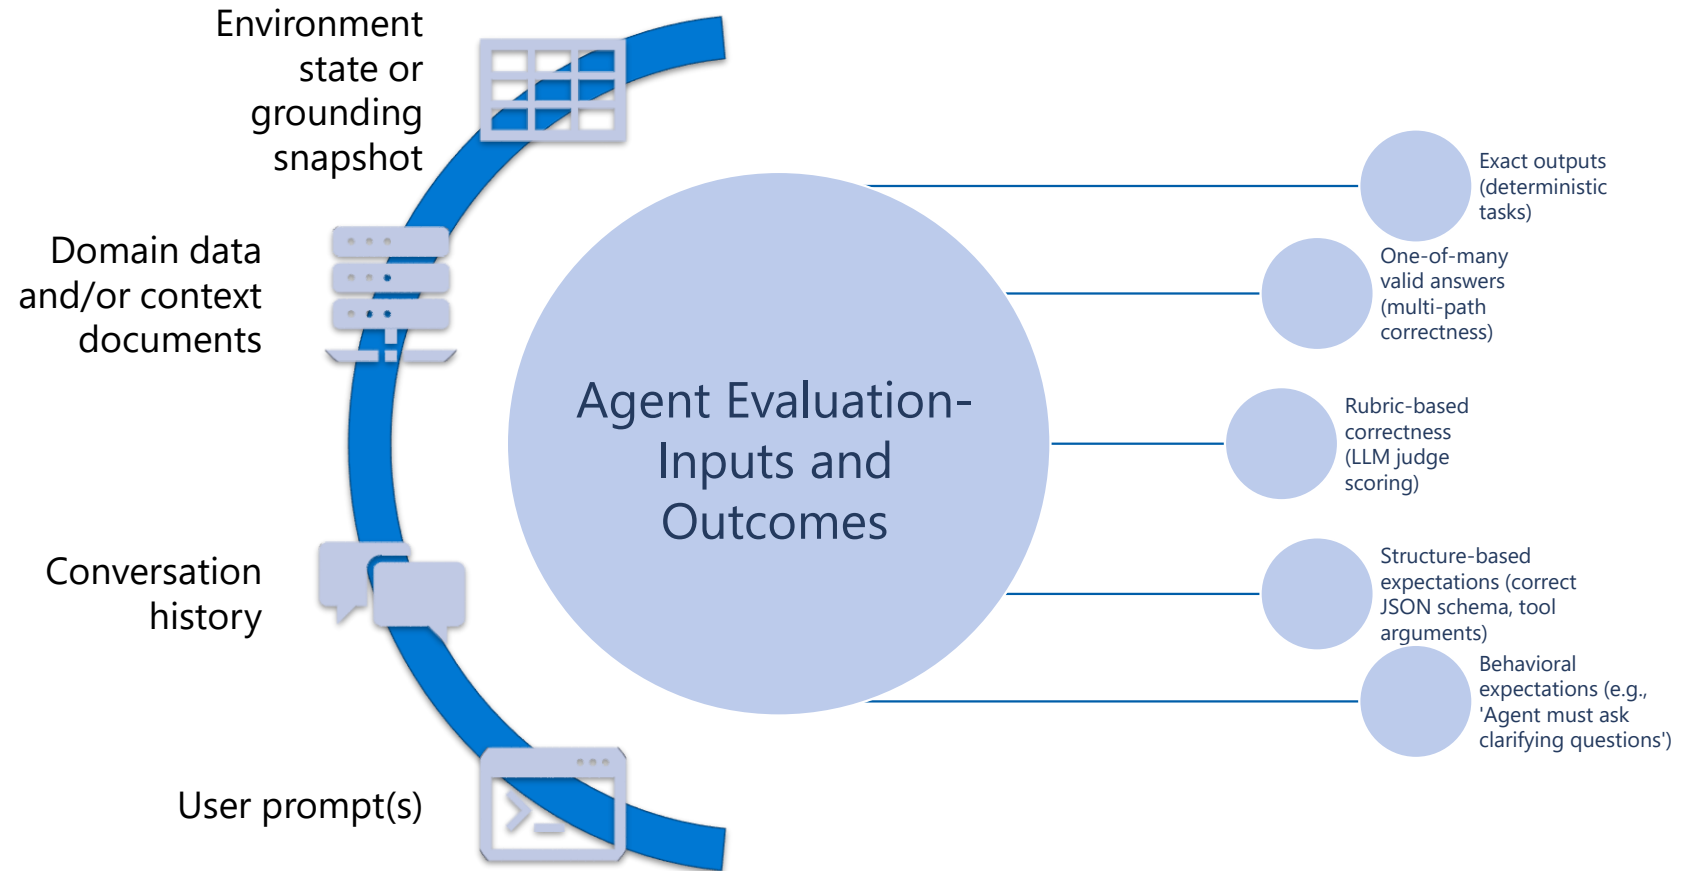 Environment
state or
grounding
snapshot
Domain data
and/or context
documents
Conversation
history
User prompt(s)
Agent Evaluation-
Inputs and
Outcomes
Exact outputs
(deterministic
tasks)
One-of-many
valid answers
(multi-path
correctness)
Rubric-based
correctness
(LLM judge
scoring)
Structure-based
expectations (correct
JSON schema, tool
arguments)
Behavioral
expectations (e.g.,
'Agent must ask
clarifying questions')